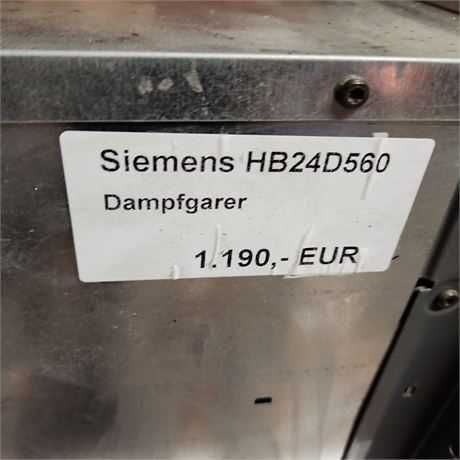 Siemens HB24D560
Dampfgarer
1.190,- EUR